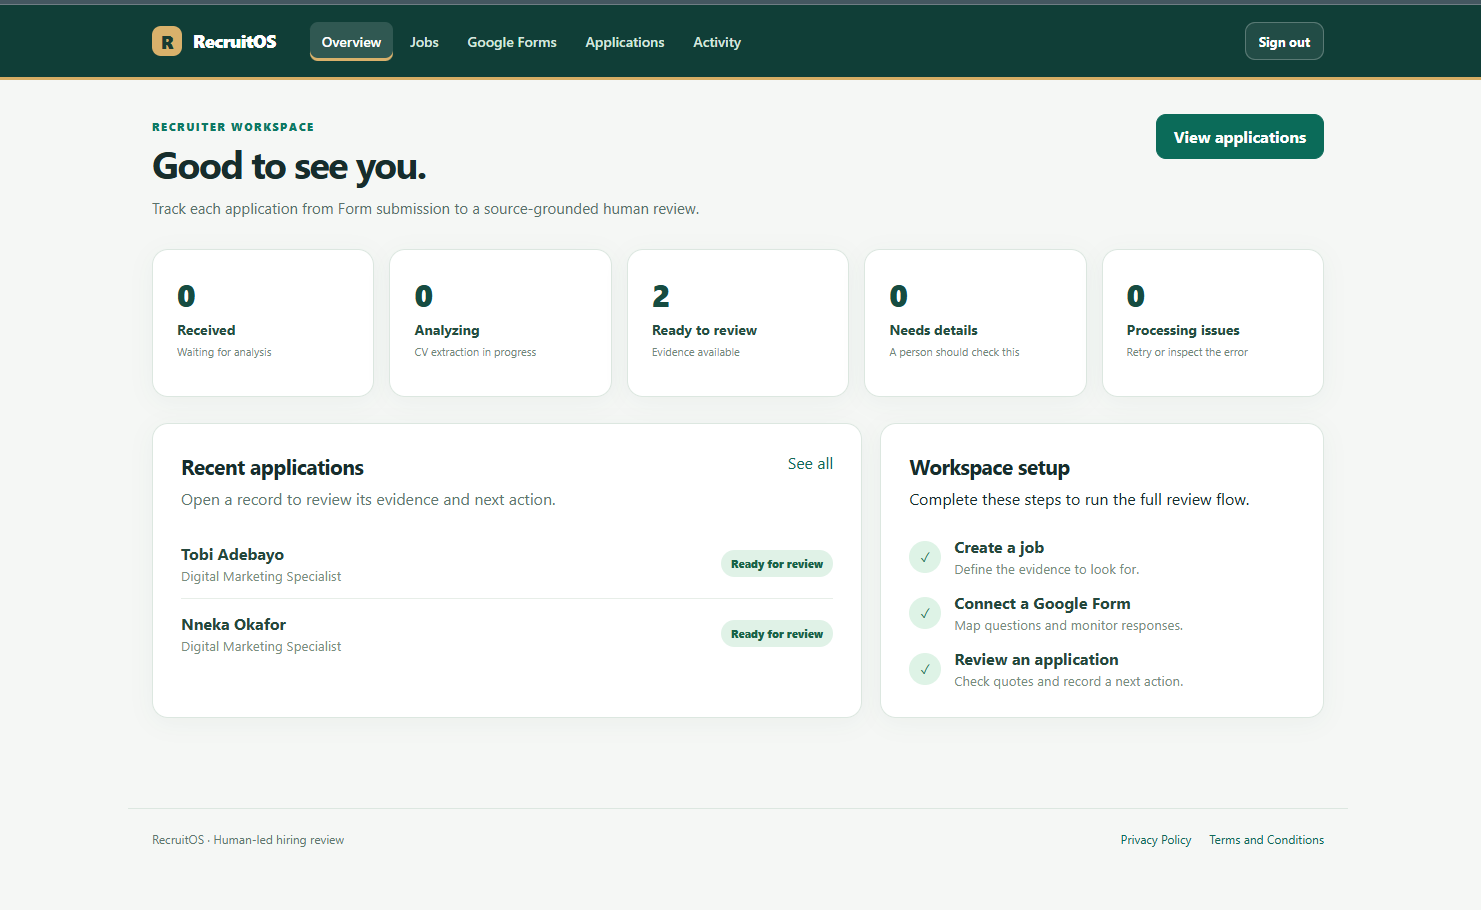 R RecruitOS Overview Jobs Google Forms Applications Activity Sign out
RECRUITER WORKSPACE
View applications
Good to see you.
Track each application from Form submission to a source-grounded human review.
0
Received
Waiting for analysis
0
Analyzing
CV extraction in progress
2
Ready to review
Evidence available
0
Needs details
A person should check this
0
Processing issues
Retry or inspect the error
Recent applications
See all
Open a record to review its evidence and next action.
Tobi Adebayo
Digital Marketing Specialist
Ready for review
Nneka Okafor
Digital Marketing Specialist
Ready for review
Workspace setup
Complete these steps to run the full review flow.
✓ Create a job
Define the evidence to look for.
✓ Connect a Google Form
Map questions and monitor responses.
✓ Review an application
Check quotes and record a next action.
RecruitOS · Human-led hiring review
Privacy Policy Terms and Conditions